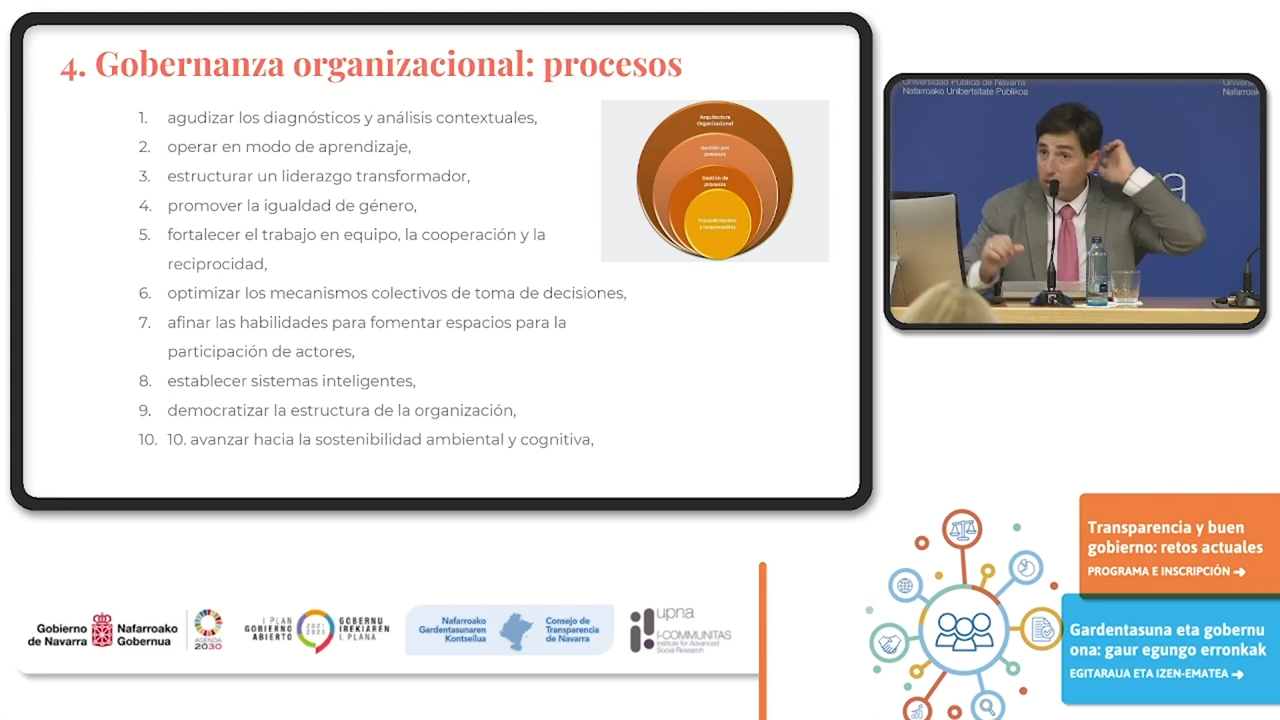 4. Gobernanza organizacional: procesos
1. agudizar los diagnósticos y análisis contextuales,
2. operar en modo de aprendizaje,
3. estructurar un liderazgo transformador,
4. promover la igualdad de género,
5. fortalecer el trabajo en equipo, la cooperación y la
reciprocidad,
6. optimizar los mecanismos colectivos de toma de decisiones,
7. afinar las habilidades para fomentar espacios para la
participación de actores,
8. establecer sistemas inteligentes,
9. democratizar la estructura de la organización,
10. 10. avanzar hacia la sostenibilidad ambiental y cognitiva,
Arquitectura
Organizacional
Gestión por
procesos
Gestión de
procesos
Procedimientos
y responsables
Universidad Pública de Navarra
Nafarroako Unibertsitate Publikoa
Univers
Nafarroak
a
Transparencia y buen
gobierno: retos actuales
PROGRAMA E INSCRIPCIÓN
Gardentasuna eta gobernu
ona: gaur egungo erronkak
EGITARAUA ETA IZEN-EMATEA
Gobierno
de Navarra
Nafarroako
Gobernua
AGENDA
2030
I PLAN
GOBIERNO
ABIERTO
2021
2023
GOBERNU
IREKIAREN
I. PLANA
Nafarroako
Gardentasunaren
Kontseilua
Consejo de
Transparencia
de Navarra
upna
I-COMMUNITAS
Institute for Advanced
Social Research